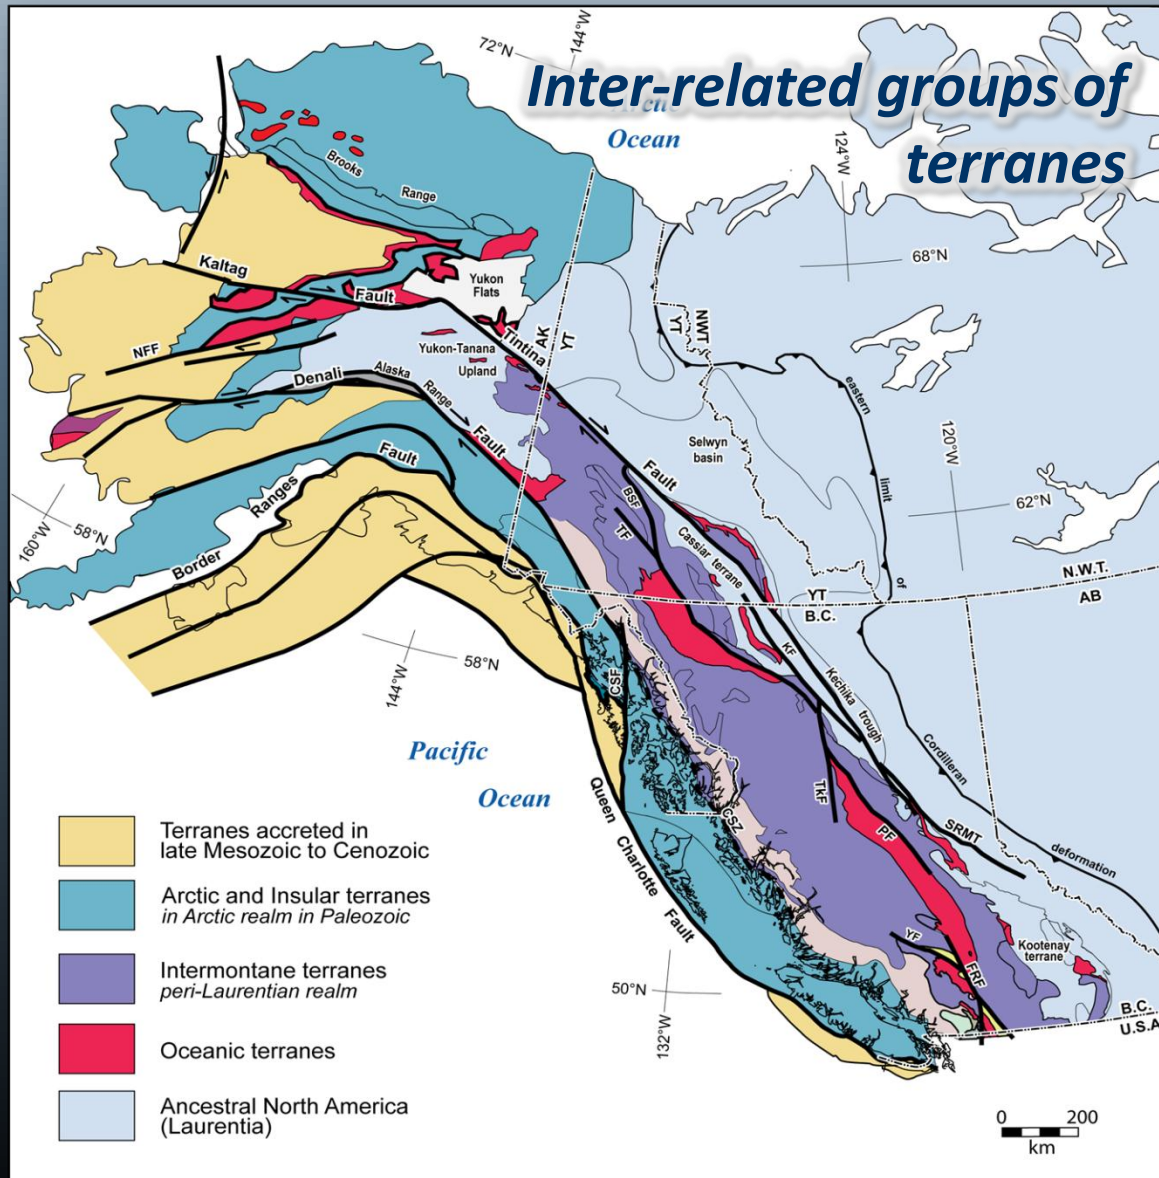 Inter-related groups of
terranes
Ocean
72°N
144°W
124°W
68°N
Brooks
Range
Kaltag
Fault
Yukon
Flats
AK
YT
NWT
YT
Tintina
Fault
NFF
Yukon-Tanana
Upland
Denali
Alaska
Range
Fault
eastern
limit
of
Cordilleran
deformation
Selwyn
basin
120°W
62°N
Border
Ranges
Fault
160°W
58°N
BSF
TF
Cassiar terrane
N.W.T.
AB
YT
B.C.
KF
Kechika trough
144°W
58°N
CSF
Pacific
Ocean
Queen Charlotte Fault
CSZ
TkF
PF
SRMT
YF
FRF
Kootenay
terrane
50°N
132°W
B.C.
U.S.A
Terranes accreted in
late Mesozoic to Cenozoic
Arctic and Insular terranes
in Arctic realm in Paleozoic
Intermontane terranes
peri-Laurentian realm
Oceanic terranes
Ancestral North America
(Laurentia)
0 200
km